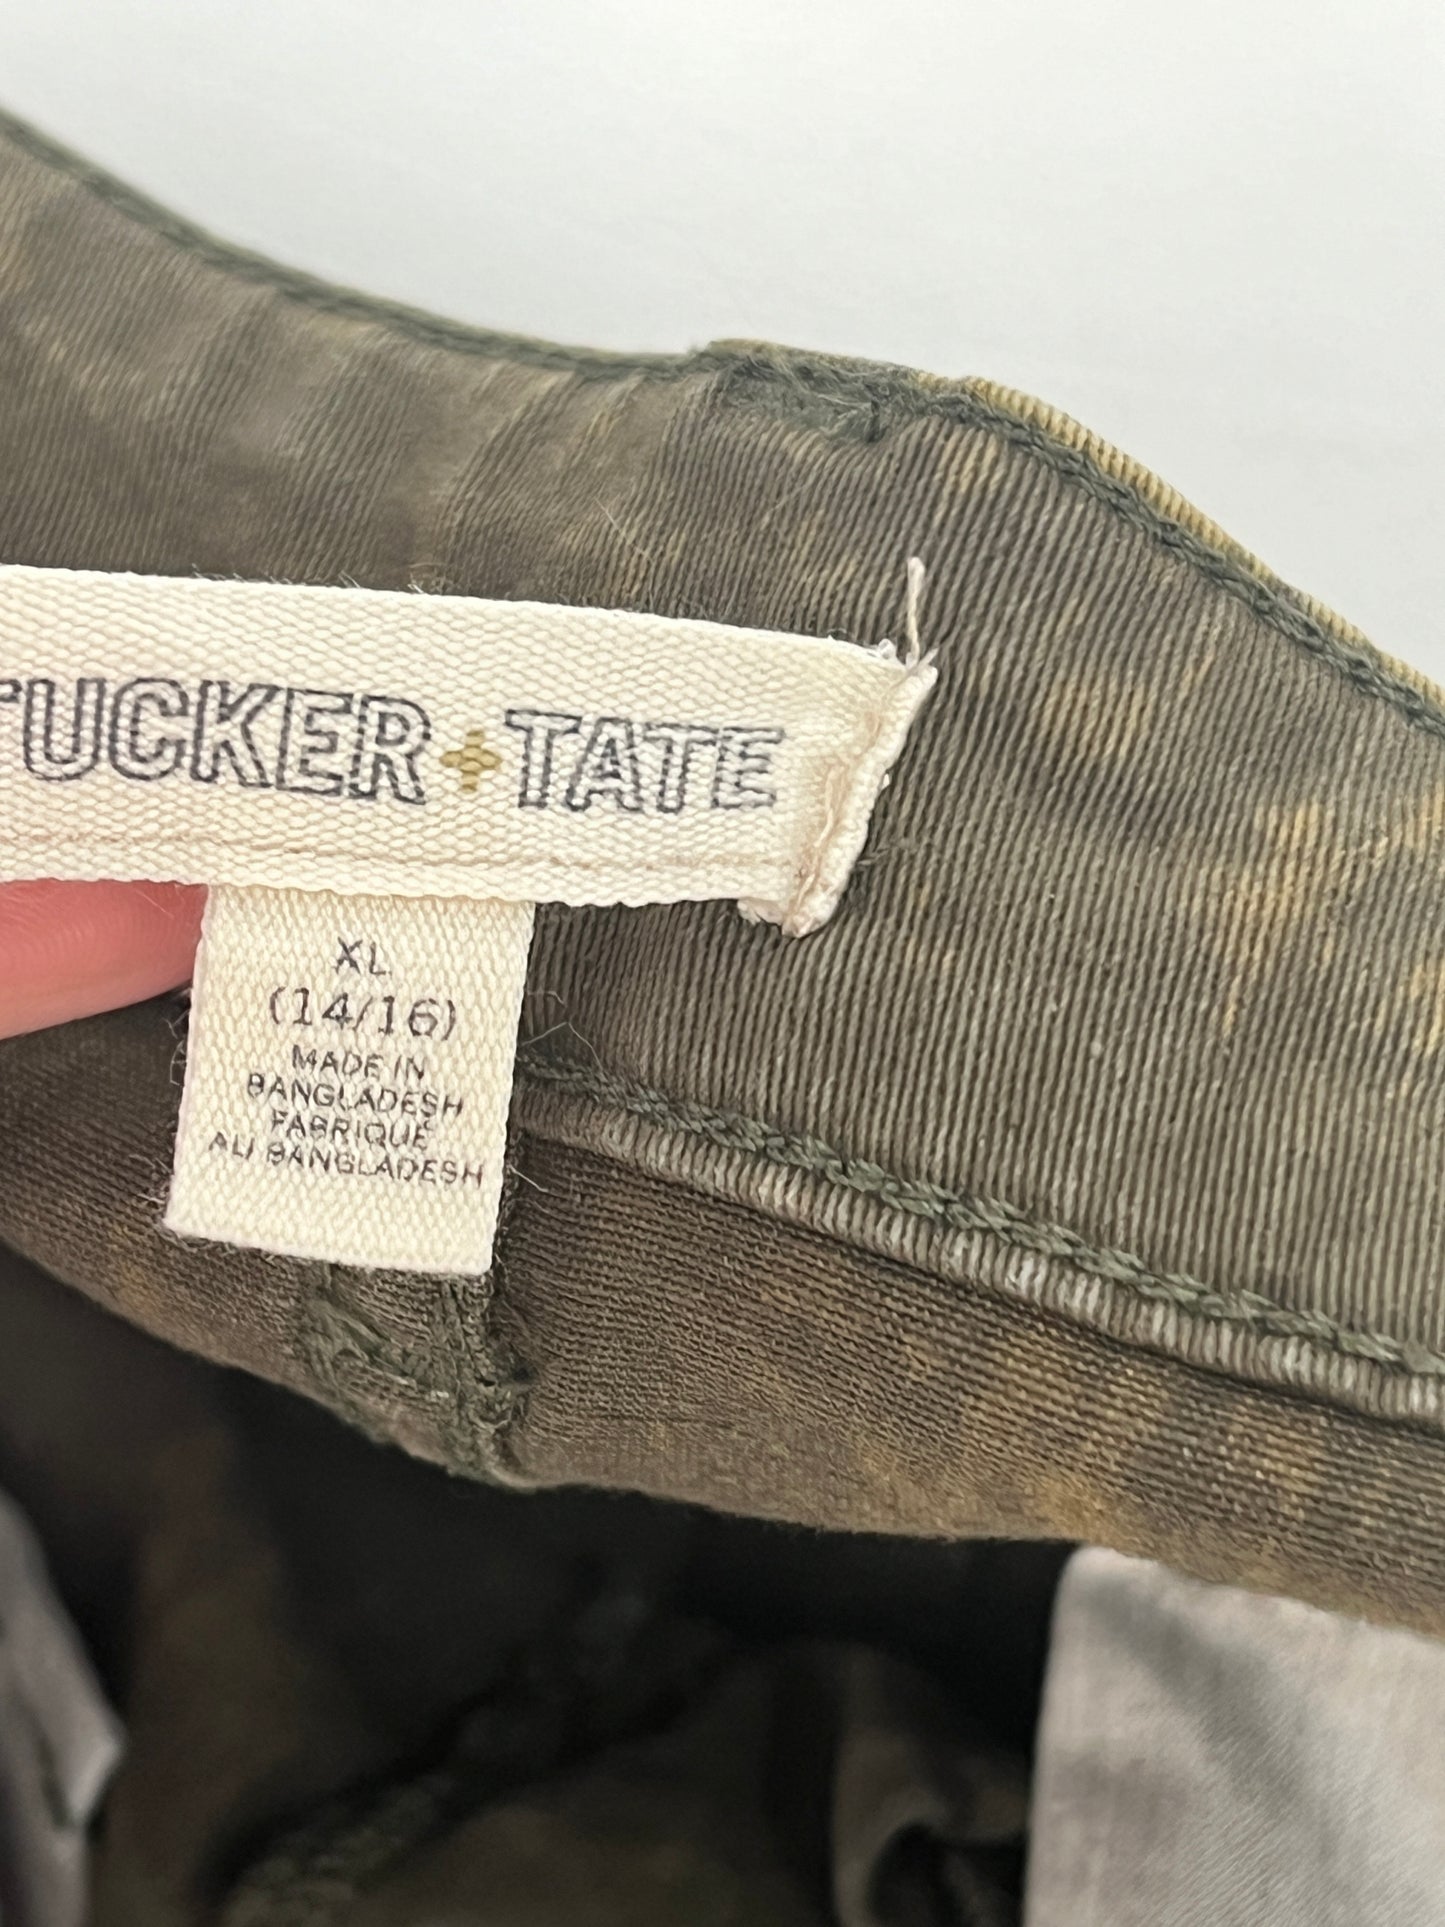 TUCKER+TATE
XL
(14/16)
MADE IN
BANGLADESH
FABRIQUÉ
AU BANGLADESH